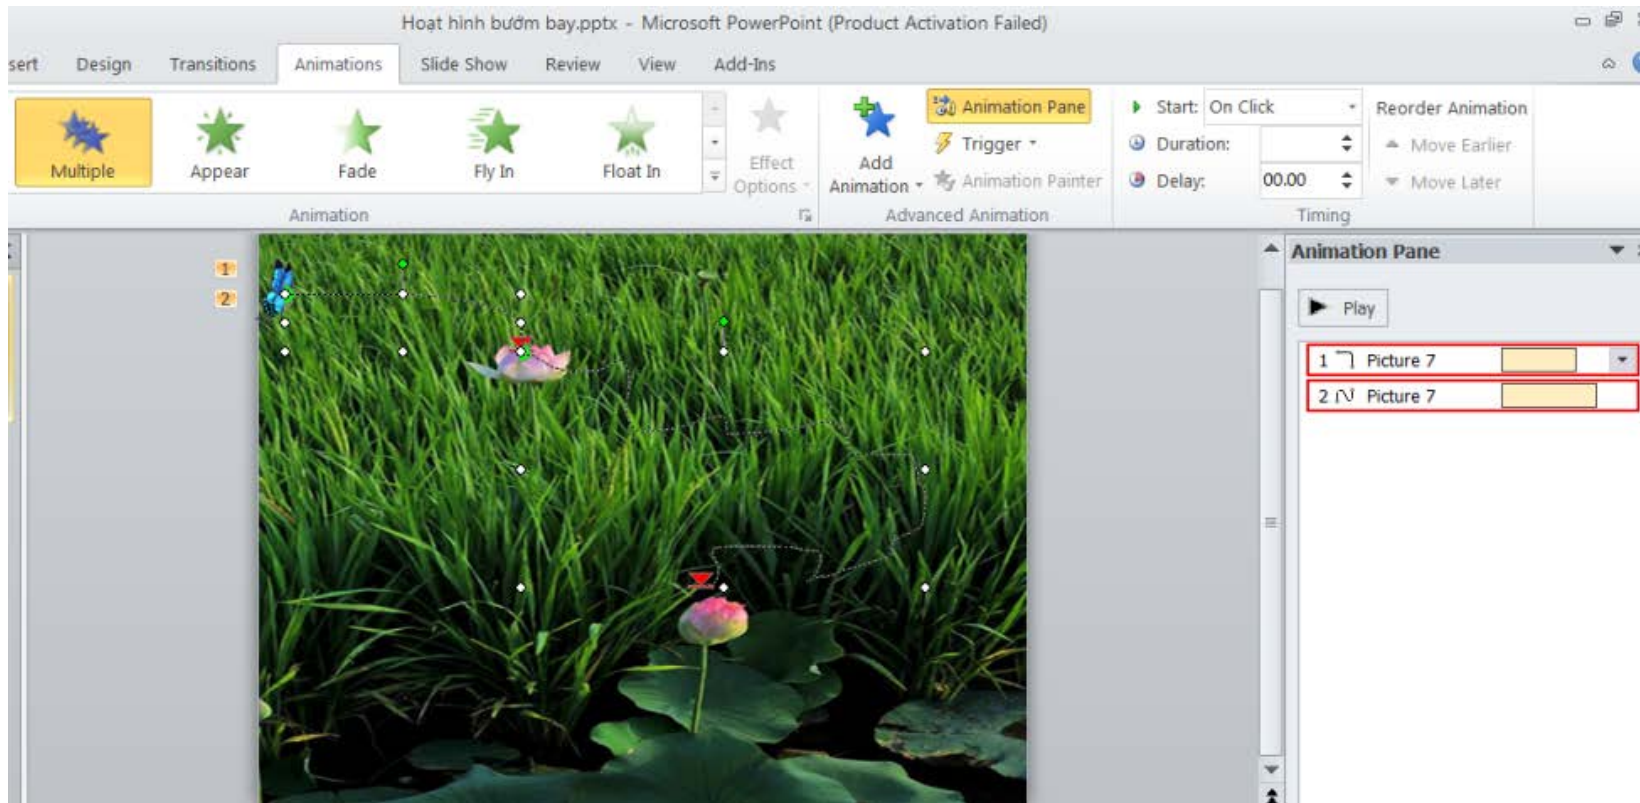 Hoạt hình bướm bay.pptx - Microsoft PowerPoint (Product Activation Failed)
sert Design Transitions Animations Slide Show Review View Add-Ins
Multiple Appear Fade Fly In Float In
Effect Options
Add Animation
Animation Pane
Trigger
Animation Painter
Start: On Click
Duration:
Delay: 00.00
Reorder Animation
Move Earlier
Move Later
Animation Advanced Animation Timing
1
2
Animation Pane
Play
1 Picture 7
2 Picture 7